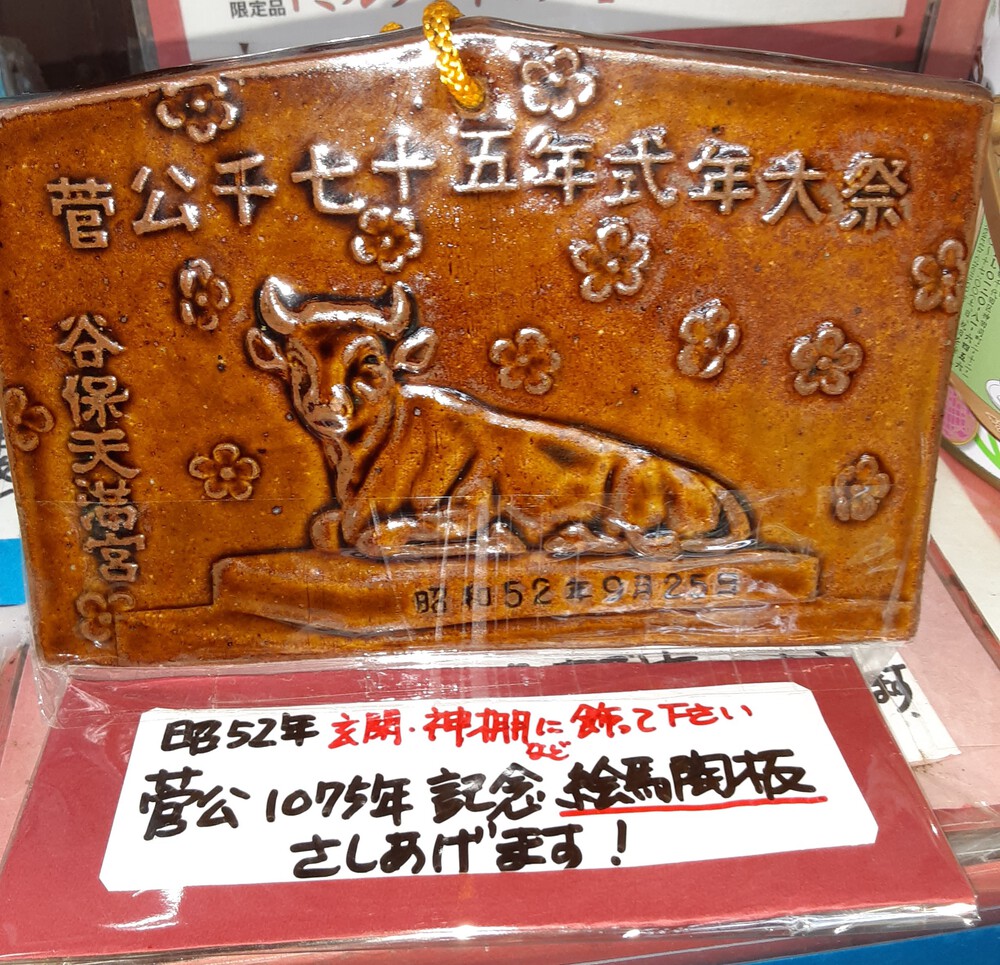 限定品
菅公千七十五年式年大祭
谷保天満宮
昭和52年9月25日
昭52年 玄関・神棚などに飾って下さい
菅公1075年記念 絵馬陶板
さしあげます!